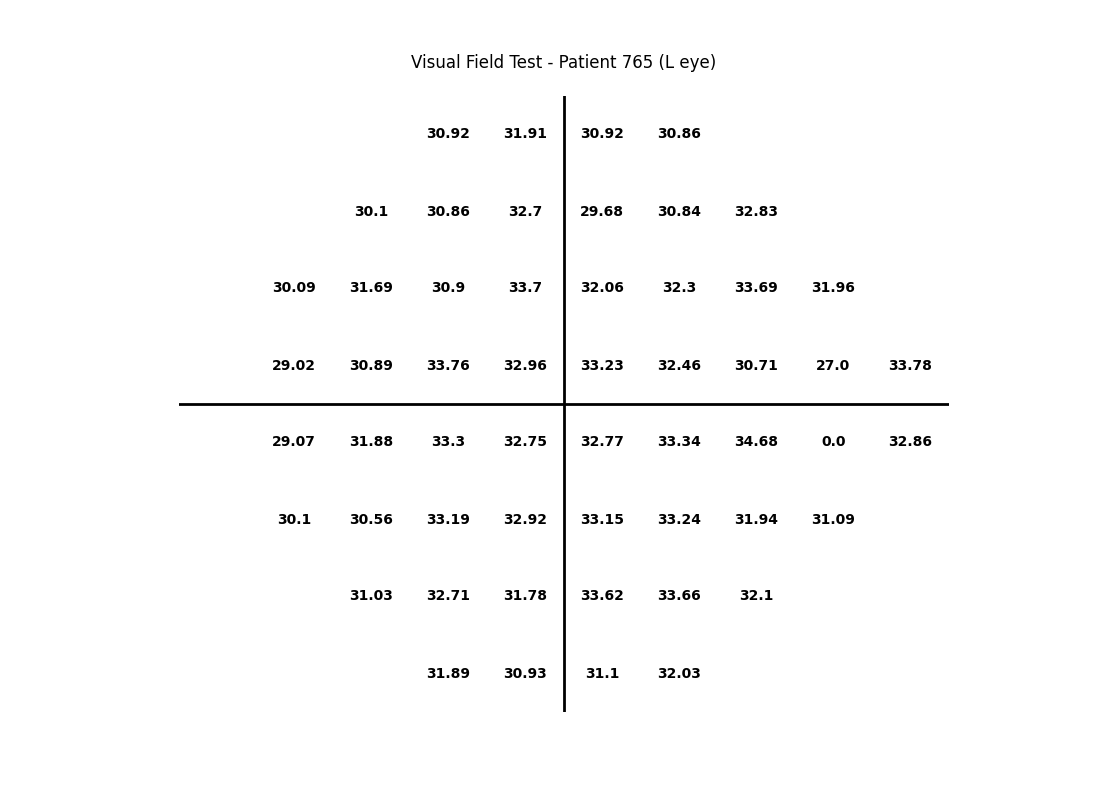 Visual Field Test - Patient 765 (L eye)
30.92 31.91 30.92 30.86
30.1 30.86 32.7 29.68 30.84 32.83
30.09 31.69 30.9 33.7 32.06 32.3 33.69 31.96
29.02 30.89 33.76 32.96 33.23 32.46 30.71 27.0 33.78
29.07 31.88 33.3 32.75 32.77 33.34 34.68 0.0 32.86
30.1 30.56 33.19 32.92 33.15 33.24 31.94 31.09
31.03 32.71 31.78 33.62 33.66 32.1
31.89 30.93 31.1 32.03